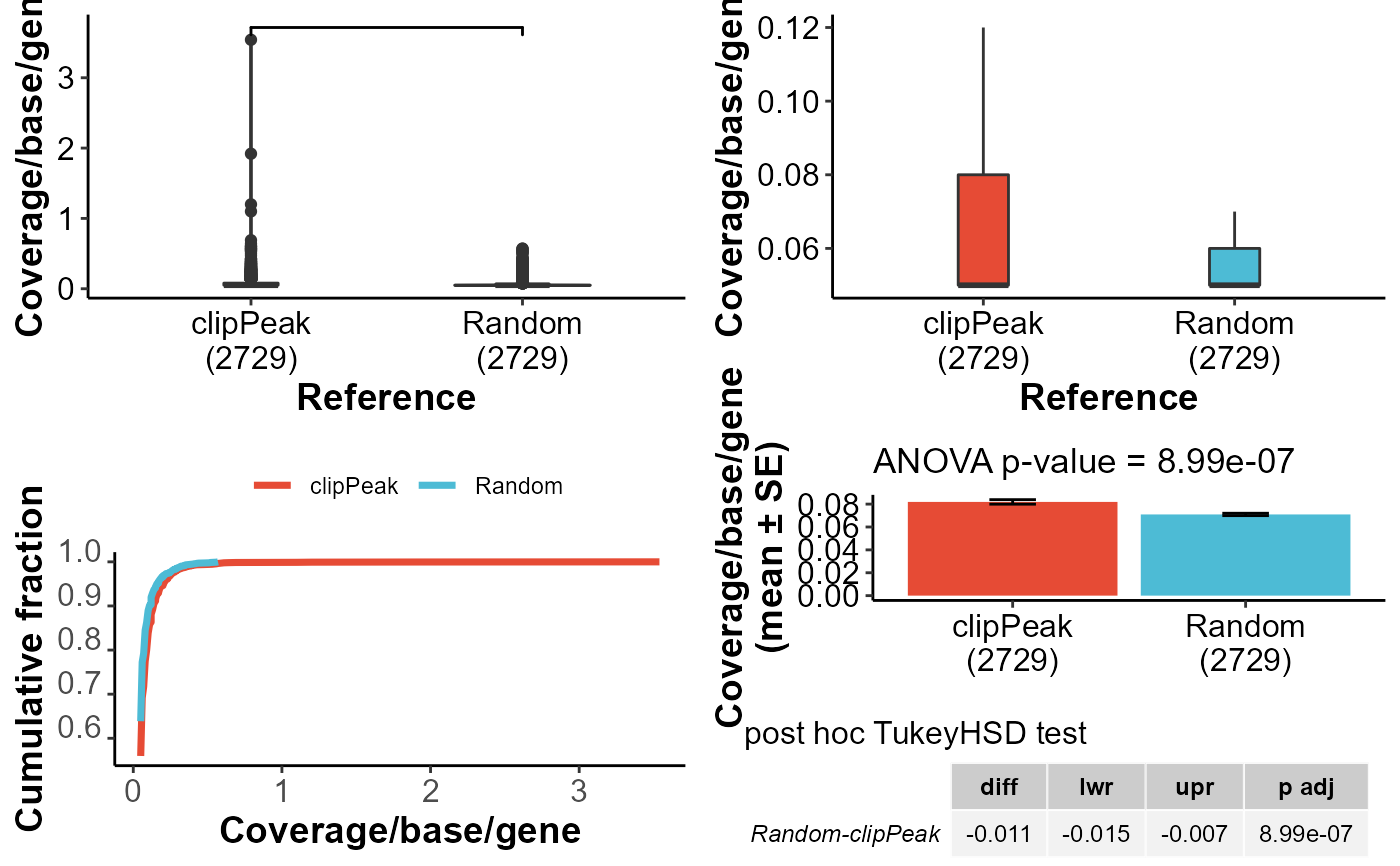 Coverage/base/gen
3
2
1
0
clipPeak
(2729)
Random
(2729)
Reference
Coverage/base/gen
0.12
0.10
0.08
0.06
clipPeak
(2729)
Random
(2729)
Reference
clipPeak
Random
Cumulative fraction
1.0
0.9
0.8
0.7
0.6
0
1
2
3
Coverage/base/gene
ANOVA p-value = 8.99e-07
Coverage/base/gene
(mean ± SE)
0.08
0.06
0.04
0.02
0.00
clipPeak
(2729)
Random
(2729)
post hoc TukeyHSD test
diff lwr upr p adj
Random-clipPeak -0.011 -0.015 -0.007 8.99e-07